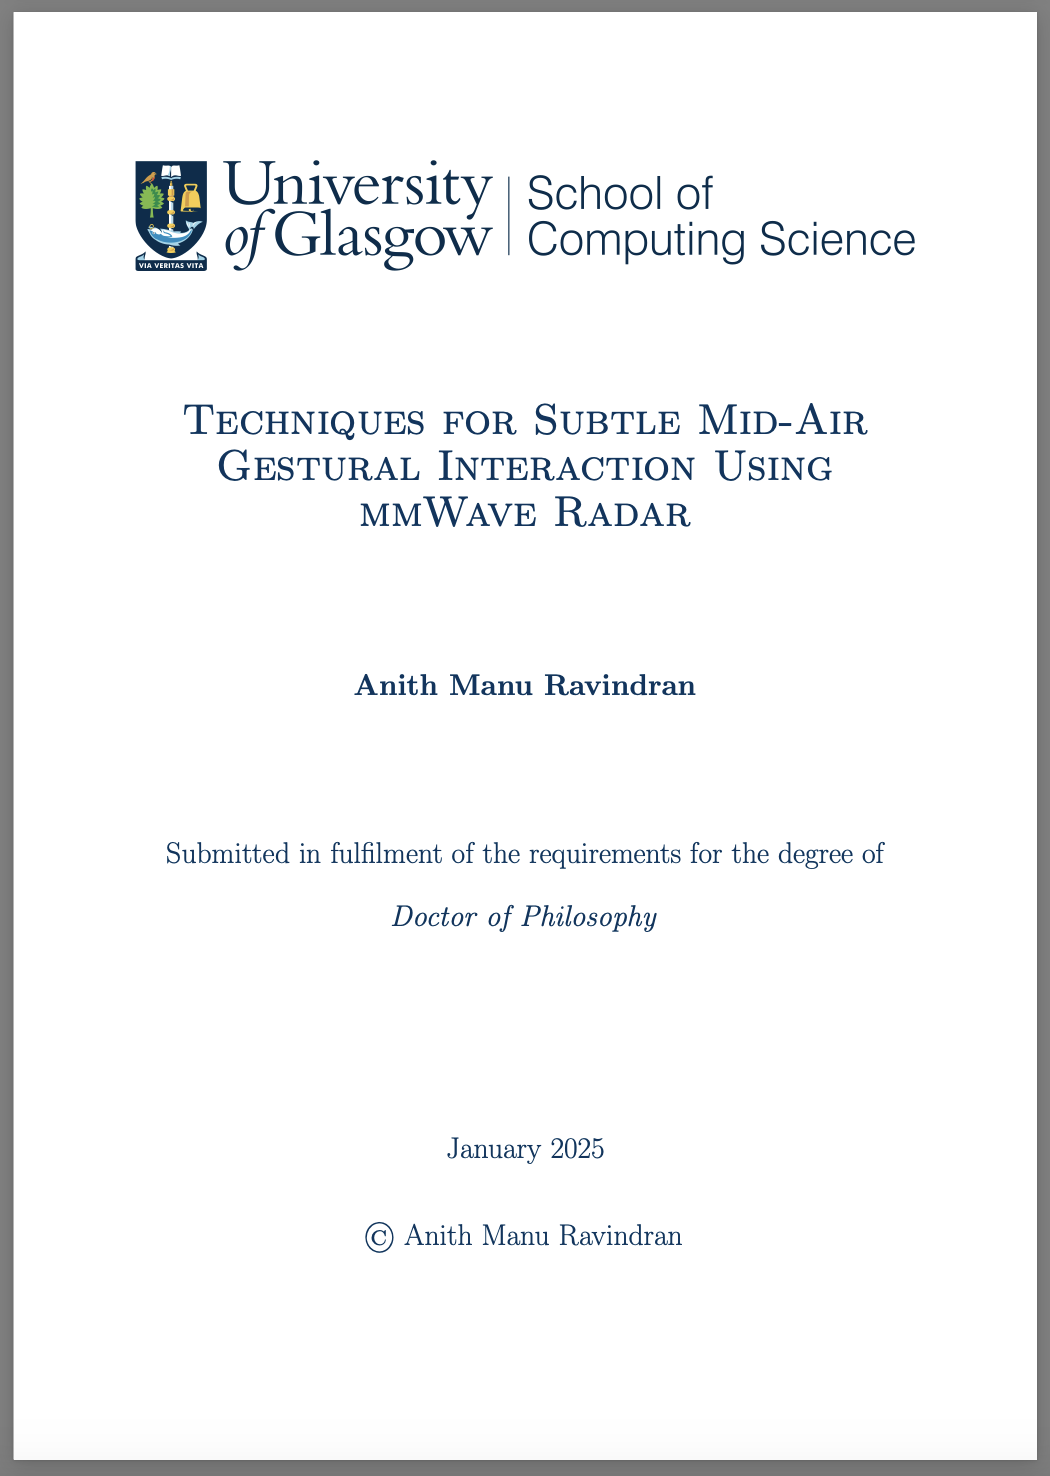 University
of Glasgow
School of
Computing Science
VIA VERITAS VITA
Techniques for Subtle Mid-Air
Gestural Interaction Using
mmWave Radar
Anith Manu Ravindran
Submitted in fulfilment of the requirements for the degree of
Doctor of Philosophy
January 2025
© Anith Manu Ravindran